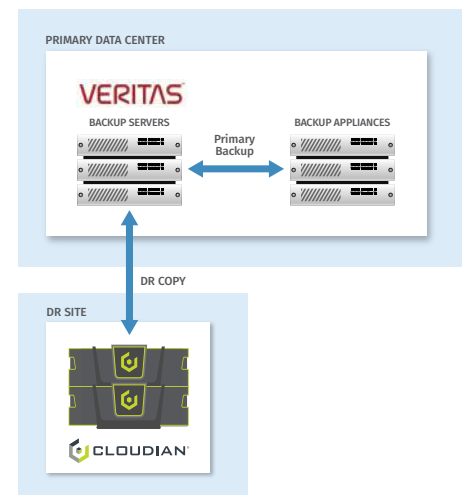 PRIMARY DATA CENTER
VERITAS
BACKUP SERVERS
BACKUP APPLIANCES
Primary
Backup
DR COPY
DR SITE
CLOUDIAN